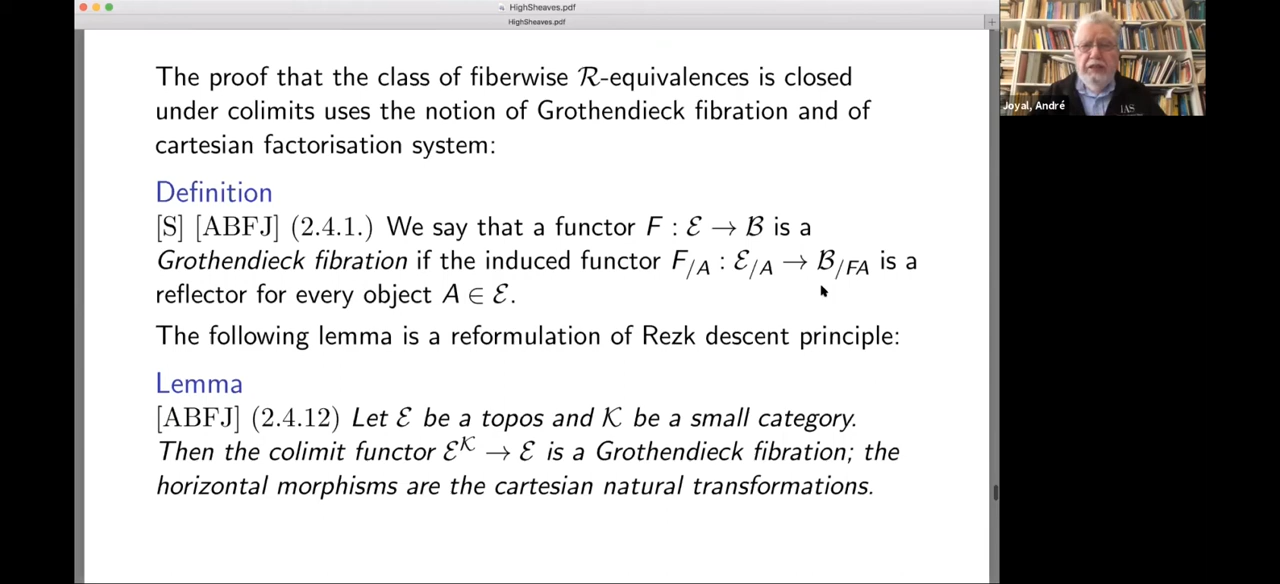 HighSheaves.pdf
HighSheaves.pdf
+
The proof that the class of fiberwise ℛ-equivalences is closed
under colimits uses the notion of Grothendieck fibration and of
cartesian factorisation system:
Definition
[S] [ABFJ] (2.4.1.) We say that a functor F : ℰ → ℬ is a
Grothendieck fibration if the induced functor F/A : ℰ/A → ℬ/FA is a
reflector for every object A ∈ ℰ.
The following lemma is a reformulation of Rezk descent principle:
Lemma
[ABFJ] (2.4.12) Let ℰ be a topos and 𝒦 be a small category.
Then the colimit functor ℰ^𝒦 → ℰ is a Grothendieck fibration; the
horizontal morphisms are the cartesian natural transformations.
Joyal, André
IAS